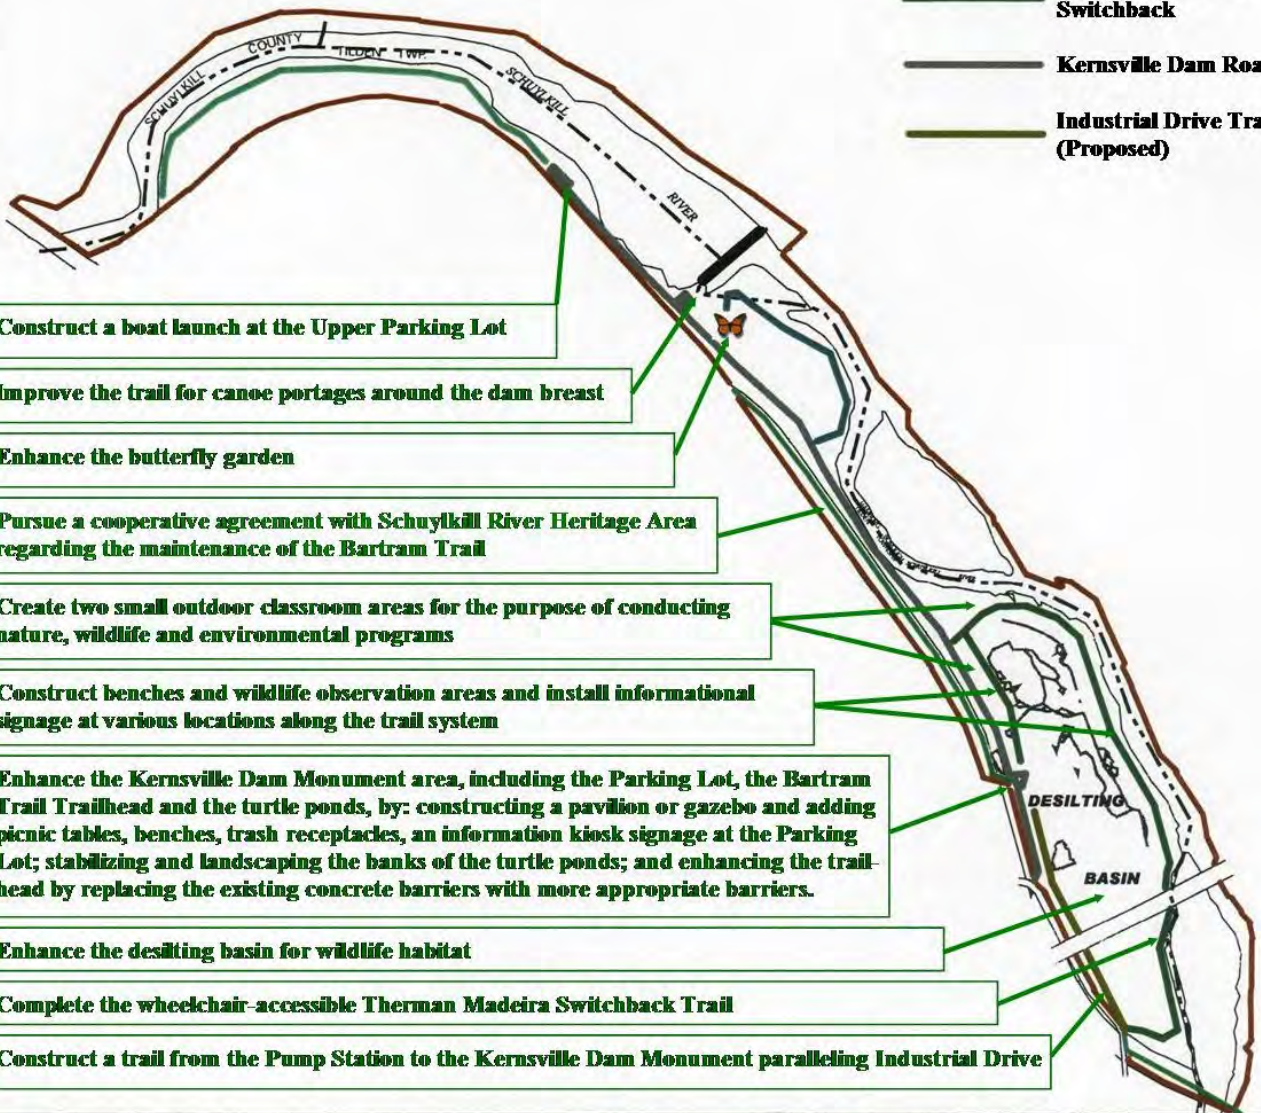 Switchback
Kernsville Dam Roa
Industrial Drive Tra
(Proposed)
SCHUYLKILL
COUNTY
TILDEN TWP.
SCHUYLKILL
RIVER
Construct a boat launch at the Upper Parking Lot
Improve the trail for canoe portages around the dam breast
Enhance the butterfly garden
Pursue a cooperative agreement with Schuylkill River Heritage Area
regarding the maintenance of the Bartram Trail
Create two small outdoor classroom areas for the purpose of conducting
nature, wildlife and environmental programs
Construct benches and wildlife observation areas and install informational
signage at various locations along the trail system
Enhance the Kernsville Dam Monument area, including the Parking Lot, the Bartram
Trail Trailhead and the turtle ponds, by: constructing a pavilion or gazebo and adding
picnic tables, benches, trash receptacles, an information kiosk signage at the Parking
Lot; stabilizing and landscaping the banks of the turtle ponds; and enhancing the trail-
head by replacing the existing concrete barriers with more appropriate barriers.
DESILTING
BASIN
Enhance the desilting basin for wildlife habitat
Complete the wheelchair-accessible Therman Madeira Switchback Trail
Construct a trail from the Pump Station to the Kernsville Dam Monument paralleling Industrial Drive